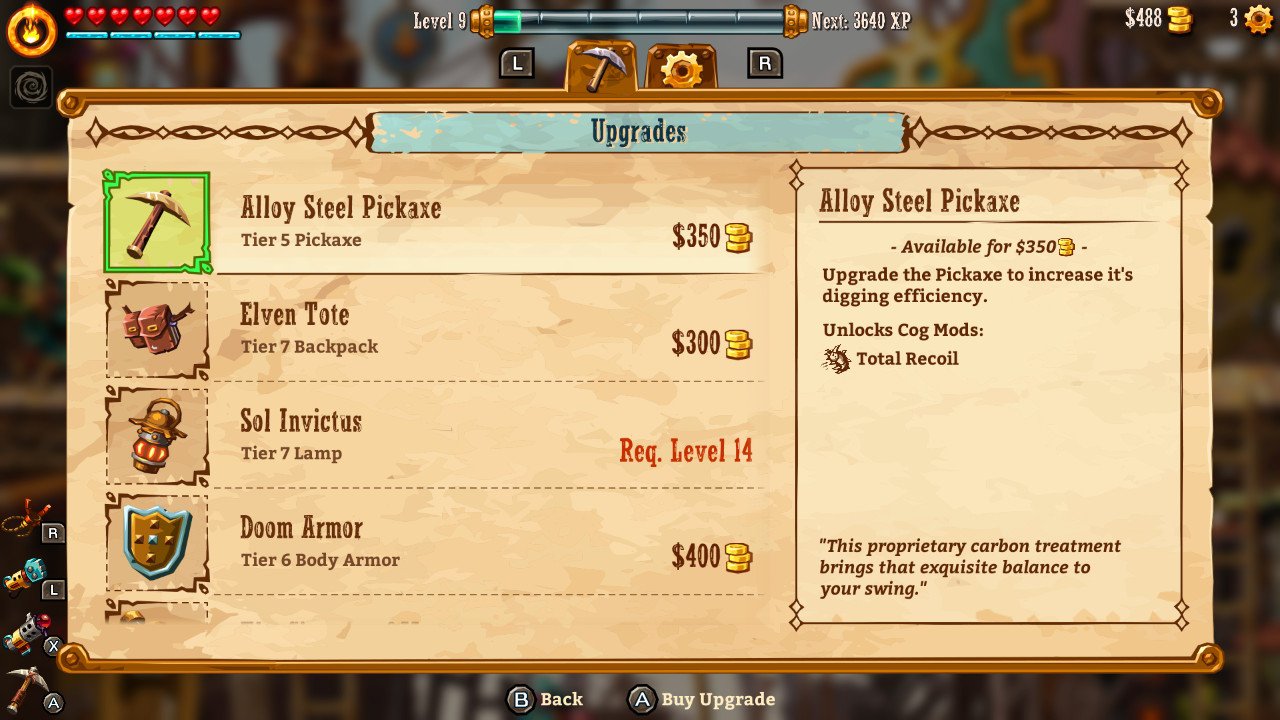 Level 9
Next: 3640 XP
$488
3
L
R
Upgrades
Alloy Steel Pickaxe
Tier 5 Pickaxe
$350
Elven Tote
Tier 7 Backpack
$300
Sol Invictus
Tier 7 Lamp
Req. Level 14
Doom Armor
Tier 6 Body Armor
$400
Alloy Steel Pickaxe
- Available for $350 -
Upgrade the Pickaxe to increase it's
digging efficiency.
Unlocks Cog Mods:
Total Recoil
"This proprietary carbon treatment
brings that exquisite balance to
your swing."
R
L
X
A
B Back
A Buy Upgrade